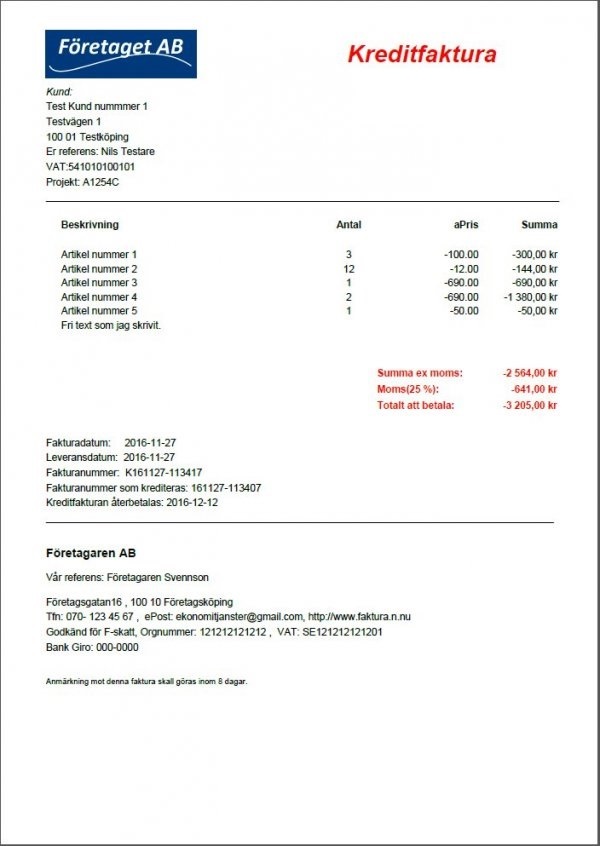 Företaget AB
Kreditfaktura
Kund:
Test Kund nummmer 1
Testvägen 1
100 01 Testköping
Er referens: Nils Testare
VAT:541010100101
Projekt: A1254C
Beskrivning Antal aPris Summa
Artikel nummer 1 3 -100.00 -300,00 kr
Artikel nummer 2 12 -12.00 -144,00 kr
Artikel nummer 3 1 -690.00 -690,00 kr
Artikel nummer 4 2 -690.00 -1 380,00 kr
Artikel nummer 5 1 -50.00 -50,00 kr
Fri text som jag skrivit.
Summa ex moms: -2 564,00 kr
Moms(25 %): -641,00 kr
Totalt att betala: -3 205,00 kr
Fakturadatum: 2016-11-27
Leveransdatum: 2016-11-27
Fakturanummer: K161127-113417
Fakturanummer som krediteras: 161127-113407
Kreditfakturan återbetalas: 2016-12-12
Företagaren AB
Vår referens: Företagaren Svennson
Företagsgatan16 , 100 10 Företagsköping
Tfn: 070- 123 45 67 , ePost: ekonomitjanster@gmail.com, http://www.faktura.n.nu
Godkänd för F-skatt, Orgnummer: 121212121212 , VAT: SE121212121201
Bank Giro: 000-0000
Anmärkning mot denna faktura skall göras inom 8 dagar.